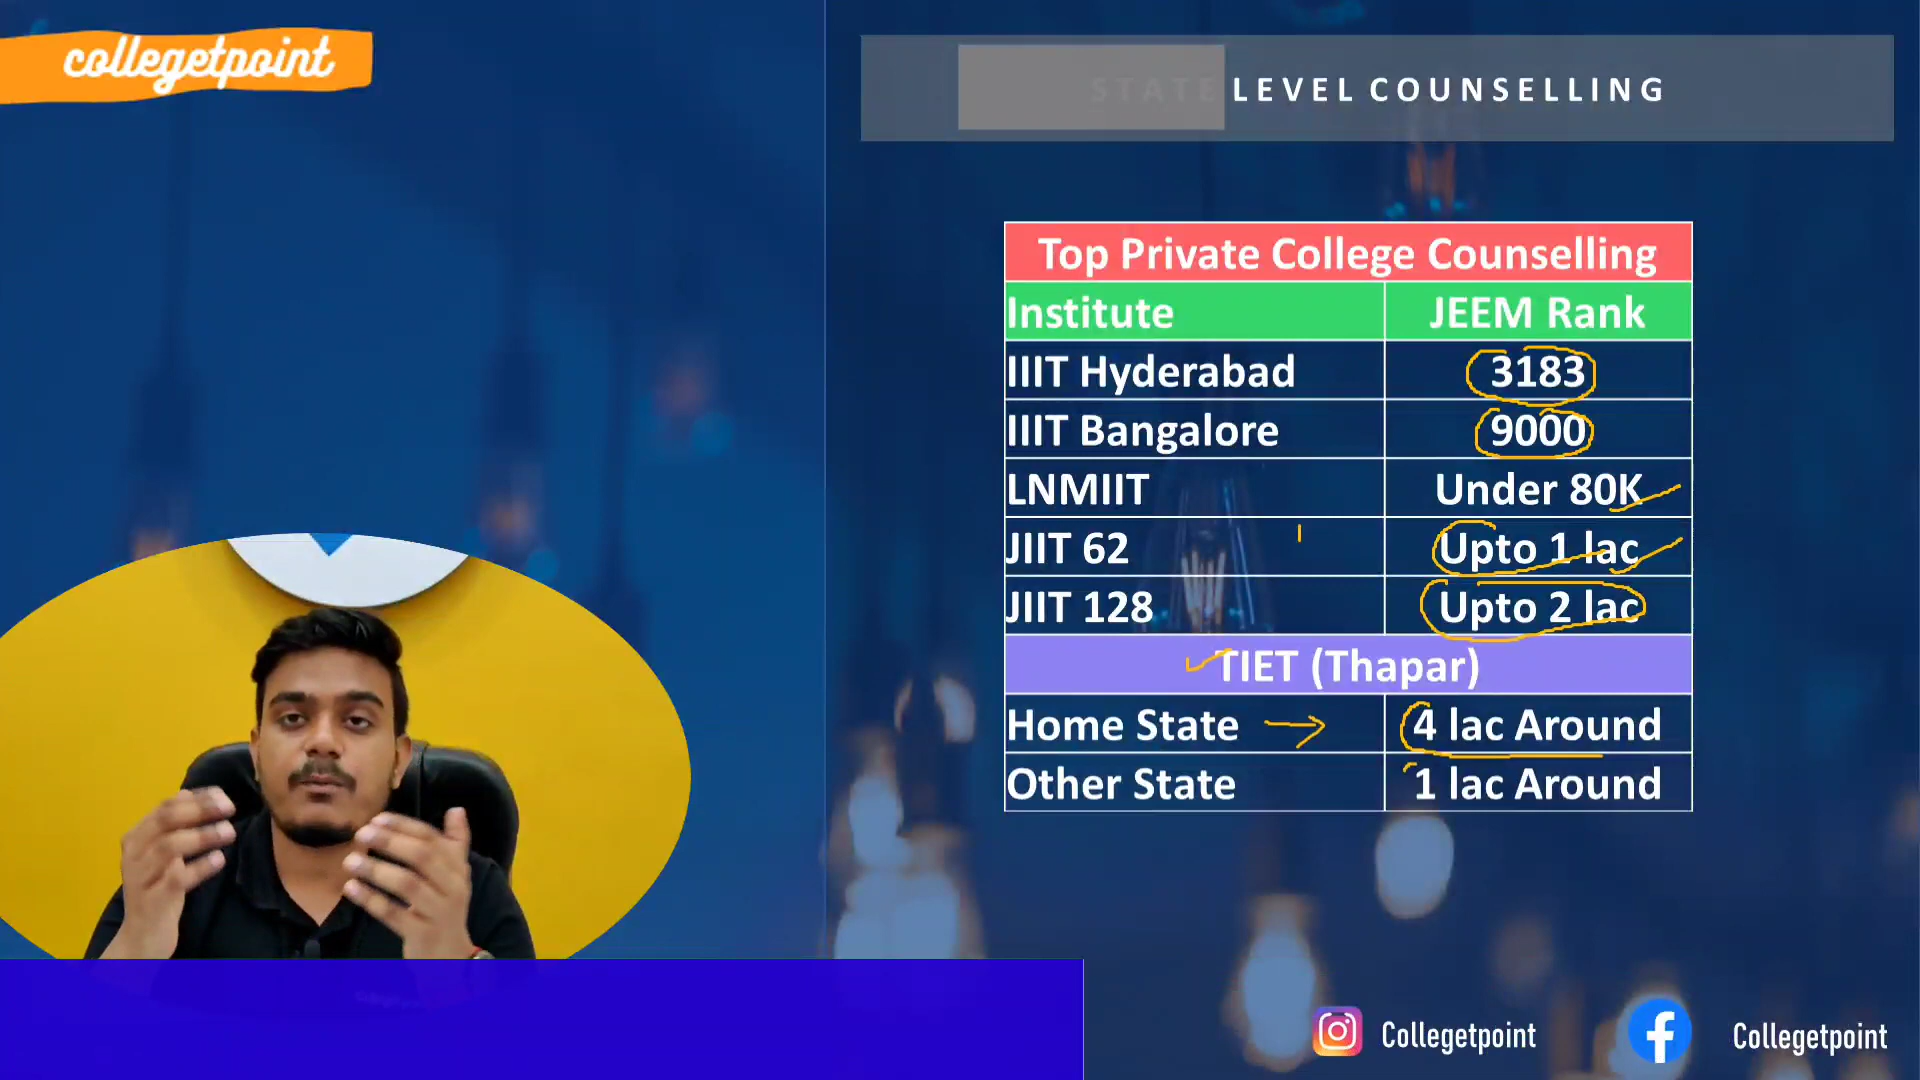 collegetpoint
STATE LEVEL COUNSELLING
Top Private College Counselling
Institute JEEM Rank
IIIT Hyderabad 3183
IIIT Bangalore 9000
LNMIIT Under 80K
JIIT 62 Upto 1 lac
JIIT 128 Upto 2 lac
TIET (Thapar)
Home State 4 lac Around
Other State 1 lac Around
Collegetpoint Collegetpoint